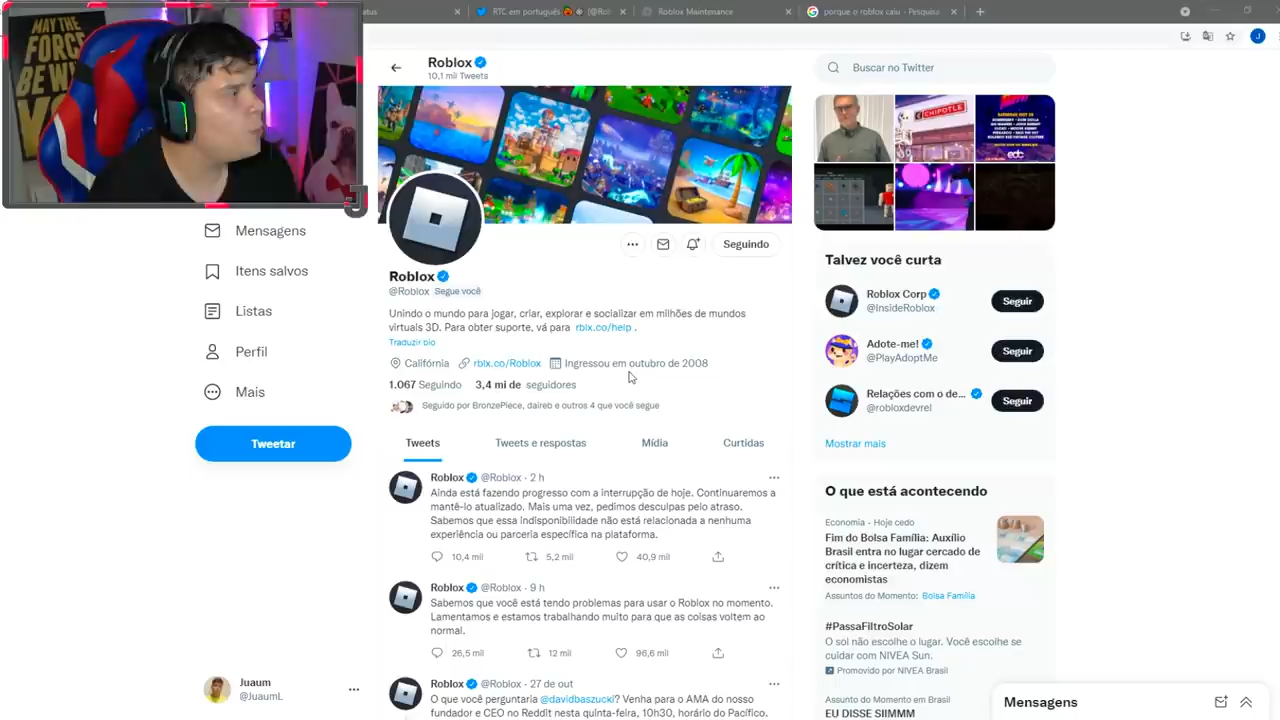 MAY THE
FORCE
BE WI
YO
atus
RTC em português
Roblox Maintenance
porque o roblox caiu - Pesquisa
J
Roblox
10,1 mil Tweets
Buscar no Twitter
CHIPOTLE
edc
Mensagens
Itens salvos
Listas
Perfil
Mais
Tweetar
Juaum
@JuaumL
Seguindo
Roblox
@Roblox Segue você
Unindo o mundo para jogar, criar, explorar e socializar em milhões de mundos
virtuais 3D. Para obter suporte, vá para rblx.co/help .
Traduzir bio
Califórnia rblx.co/Roblox Ingressou em outubro de 2008
1.067 Seguindo 3,4 mi de seguidores
Seguido por BronzePiece, daireb e outros 4 que você segue
Tweets Tweets e respostas Mídia Curtidas
Roblox @Roblox · 2 h
Ainda está fazendo progresso com a interrupção de hoje. Continuaremos a
mantê-lo atualizado. Mais uma vez, pedimos desculpas pelo atraso.
Sabemos que essa indisponibilidade não está relacionada a nenhuma
experiência ou parceria específica na plataforma.
10,4 mil 5,2 mil 40,9 mil
Roblox @Roblox · 9 h
Sabemos que você está tendo problemas para usar o Roblox no momento.
Lamentamos e estamos trabalhando muito para que as coisas voltem ao
normal.
26,5 mil 12 mil 96,6 mil
Roblox @Roblox · 27 de out
O que você perguntaria @davidbaszucki? Venha para o AMA do nosso
fundador e CEO no Reddit nesta quinta-feira, 10h30, horário do Pacífico.
Talvez você curta
Roblox Corp
@InsideRoblox
Seguir
Adote-me!
@PlayAdoptMe
Seguir
Relações com o de...
@robloxdevrel
Seguir
Mostrar mais
O que está acontecendo
Economia · Hoje cedo
Fim do Bolsa Família: Auxílio
Brasil entra no lugar cercado de
crítica e incerteza, dizem
economistas
Assuntos do Momento: Bolsa Família
#PassaFiltroSolar
O sol não escolhe o lugar. Você escolhe se
cuidar com NIVEA Sun.
Promovido por NIVEA Brasil
Assunto do Momento em Brasil
EU DISSE SIIMMM
Mensagens